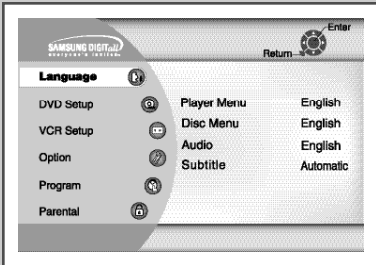 Enter
SAMSUNG DIGITall
everyone's invited
Return
Language
DVD Setup
VCR Setup
Option
Program
Parental
Player Menu English
Disc Menu English
Audio English
Subtitle Automatic